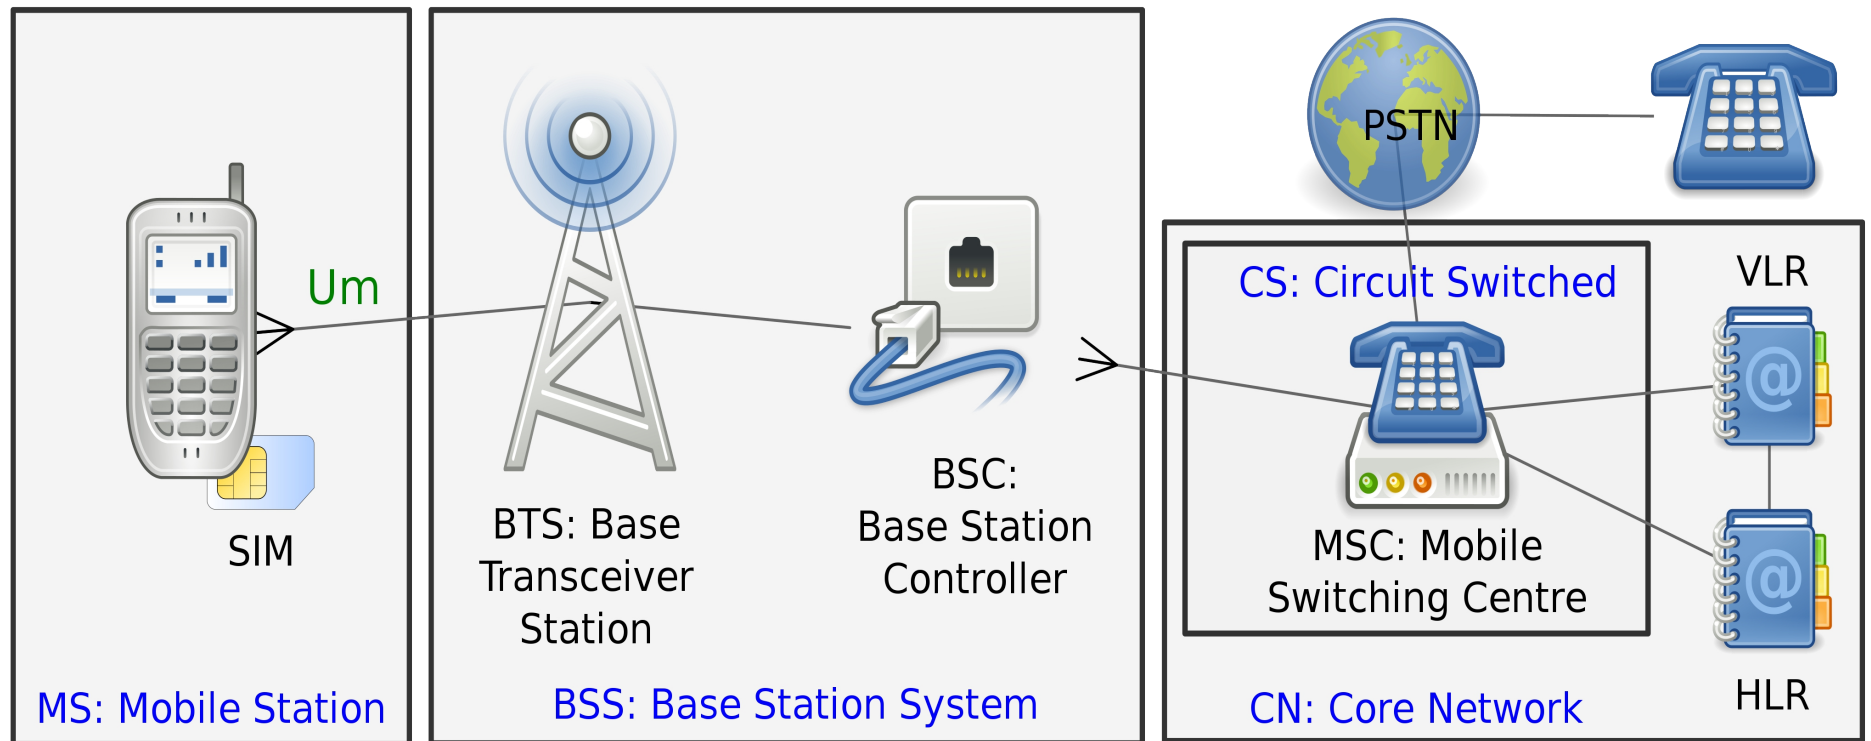 Um
SIM
MS: Mobile Station
BTS: Base
Transceiver
Station
BSC:
Base Station
Controller
BSS: Base Station System
PSTN
CS: Circuit Switched
MSC: Mobile
Switching Centre
VLR
@
@
HLR
CN: Core Network